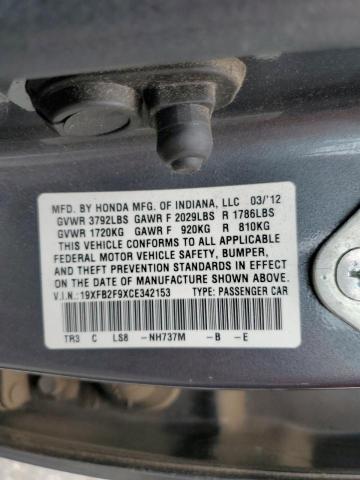 MFD. BY HONDA MFG. OF INDIANA, LLC 03/'12
GVWR 3792LBS GAWR F 2029LBS R 1786LBS
GVWR 1720KG GAWR F 920KG R 810KG
THIS VEHICLE CONFORMS TO ALL APPLICABLE
FEDERAL MOTOR VEHICLE SAFETY, BUMPER,
AND THEFT PREVENTION STANDARDS IN EFFECT
ON THE DATE OF MANUFACTURE SHOWN ABOVE.
V.I.N.:19XFB2F9XCE342153 TYPE: PASSENGER CAR
TR3 C LS8 -NH737M -B -E